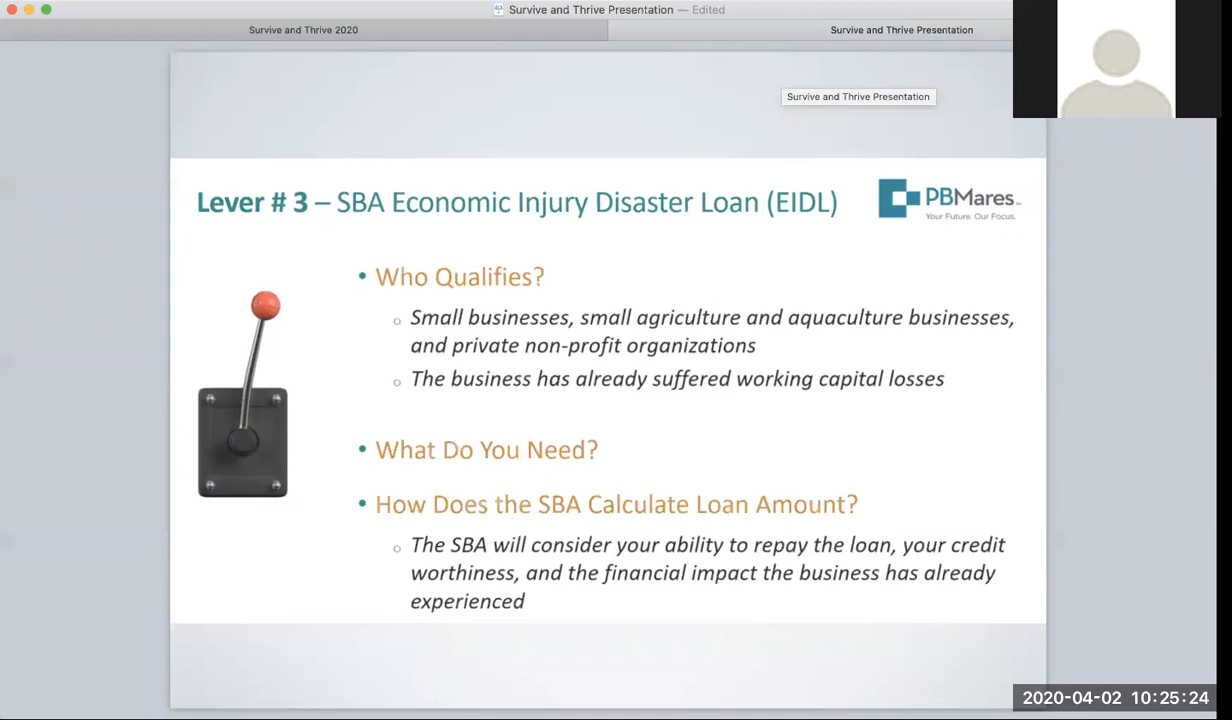 Survive and Thrive Presentation — Edited
Survive and Thrive 2020
Survive and Thrive Presentation
Survive and Thrive Presentation
Lever # 3 – SBA Economic Injury Disaster Loan (EIDL)
PBMares
Your Future. Our Focus.
• Who Qualifies?
o Small businesses, small agriculture and aquaculture businesses,
and private non-profit organizations
o The business has already suffered working capital losses
• What Do You Need?
• How Does the SBA Calculate Loan Amount?
o The SBA will consider your ability to repay the loan, your credit
worthiness, and the financial impact the business has already
experienced
2020-04-02 10:25:24